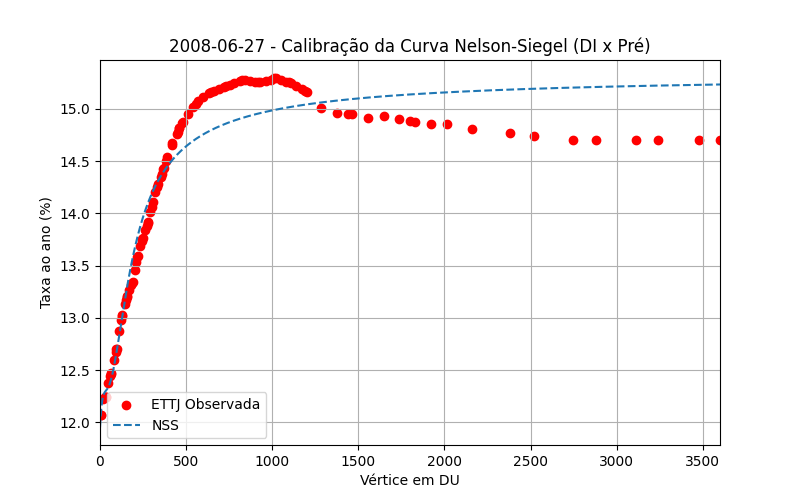 2008-06-27 - Calibração da Curva Nelson-Siegel (DI x Pré)
Taxa ao ano (%)
15.0
14.5
14.0
13.5
13.0
12.5
12.0
ETTJ Observada
NSS
0 500 1000 1500 2000 2500 3000 3500
Vértice em DU